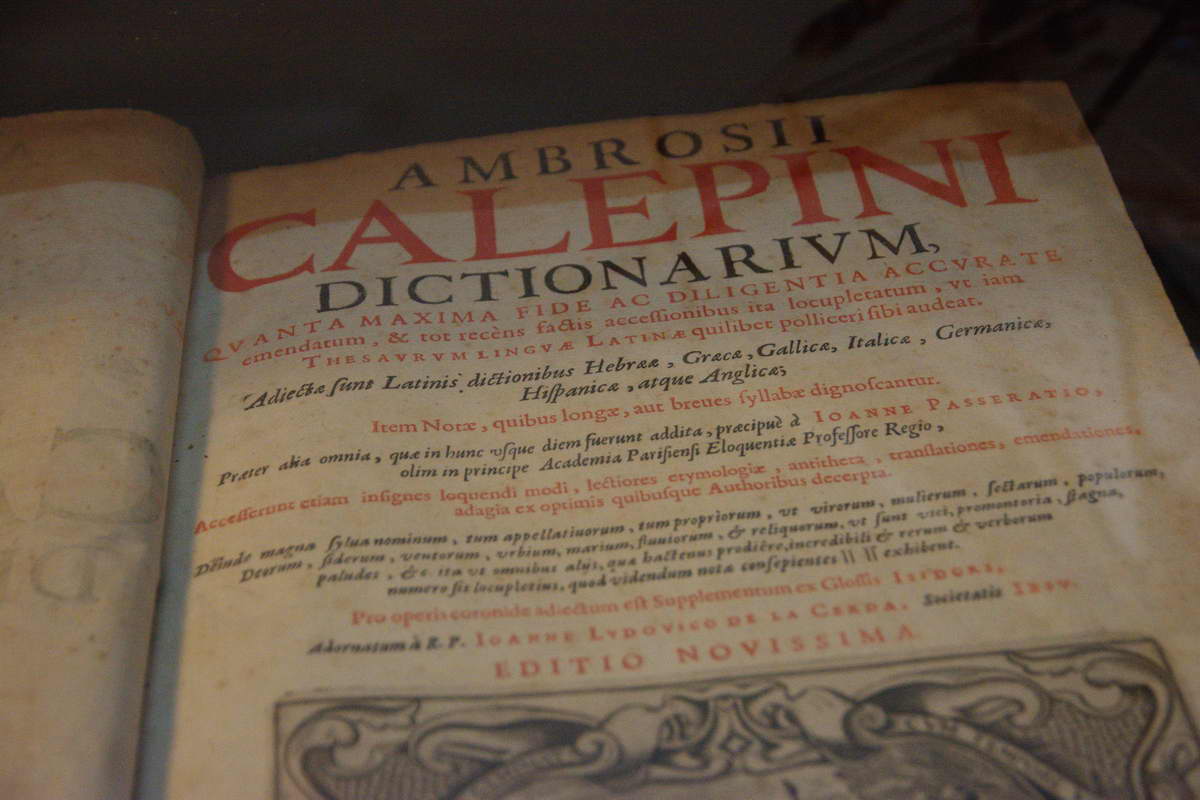 AMBROSII
CALEPINI
DICTIONARIVM,
QVANTA MAXIMA FIDE AC DILIGENTIA ACCVRATE
emendatum, & tot recèns factis accessionibus ita locupletatum, vt iam
THESAVRVM LINGVÆ LATINÆ quilibet polliceri sibi audeat.
Adiectæ sunt Latinis dictionibus Hebrææ, Græcæ, Gallicæ, Italicæ, Germanicæ,
Hispanicæ, atque Anglicæ;
Item Notæ, quibus longæ, aut breues syllabæ dignoscantur.
Præter alia omnia, quæ in hunc vsque diem fuerunt addita, præcipuè à IOANNE PASSERATIO,
olim in principe Academia Parisiensi Eloquentiæ Professore Regio,
Accesserunt etiam insignes loquendi modi, lectiores etymologiæ, antitheta, translationes, emendationes,
adagia ex optimis quibusque Authoribus decerpta.
Deinde magna sylua nominum, tum appellatiuorum, tum propriorum, vt virorum, mulierum, sectarum, populorum,
Deorum, siderum, ventorum, vrbium, marium, fluuiorum, & reliquorum, vt sunt vici, promontoria, stagna,
paludes, &c. ita vt omnibus alijs, quæ hactenus prodiêre, incredibili & rerum & verborum
numero sit locupletius, quod videndum notæ consepientes [[ ]] exhibent.
Pro operis coronide adiectum est Supplementum ex Glossis ISIDORI,
Adornatum à R. P. IOANNE LVDOVICO DE LA CERDA, Societatis IESV.
EDITIO NOVISSIMA